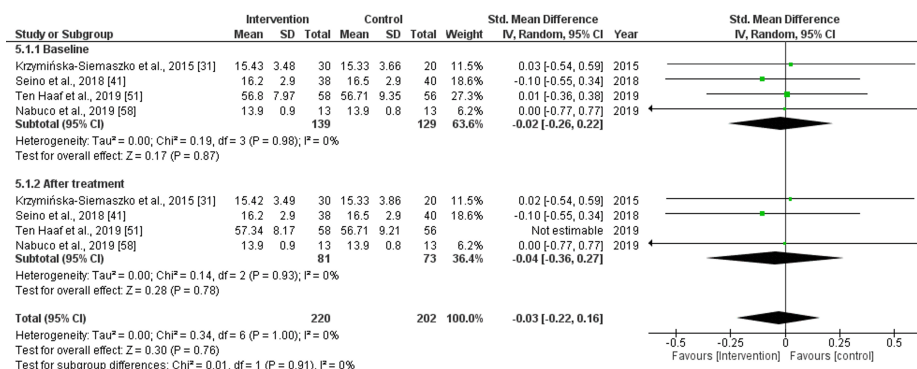 Intervention Control Std. Mean Difference Std. Mean Difference
Study or Subgroup Mean SD Total Mean SD Total Weight IV, Random, 95% CI Year IV, Random, 95% CI
5.1.1 Baseline
Krzymińska-Siemaszko et al., 2015 [31] 15.43 3.48 30 15.33 3.66 20 11.5% 0.03 [-0.54, 0.59] 2015
Seino et al., 2018 [41] 16.2 2.9 38 16.5 2.9 40 18.6% -0.10 [-0.55, 0.34] 2018
Ten Haaf et al., 2019 [51] 56.8 7.97 58 56.71 9.35 56 27.3% 0.01 [-0.36, 0.38] 2019
Nabuco et al., 2019 [58] 13.9 0.9 13 13.9 0.8 13 6.2% 0.00 [-0.77, 0.77] 2019
Subtotal (95% CI) 139 129 63.6% -0.02 [-0.26, 0.22]
Heterogeneity: Tau² = 0.00; Chi² = 0.19, df = 3 (P = 0.98); I² = 0%
Test for overall effect: Z = 0.17 (P = 0.87)
5.1.2 After treatment
Krzymińska-Siemaszko et al., 2015 [31] 15.42 3.49 30 15.33 3.86 20 11.5% 0.02 [-0.54, 0.59] 2015
Seino et al., 2018 [41] 16.2 2.9 38 16.5 2.9 40 18.6% -0.10 [-0.55, 0.34] 2018
Ten Haaf et al., 2019 [51] 57.34 8.17 58 56.71 9.21 56 Not estimable 2019
Nabuco et al., 2019 [58] 13.9 0.9 13 13.9 0.8 13 6.2% 0.00 [-0.77, 0.77] 2019
Subtotal (95% CI) 81 73 36.4% -0.04 [-0.36, 0.27]
Heterogeneity: Tau² = 0.00; Chi² = 0.14, df = 2 (P = 0.93); I² = 0%
Test for overall effect: Z = 0.28 (P = 0.78)
Total (95% CI) 220 202 100.0% -0.03 [-0.22, 0.16]
Heterogeneity: Tau² = 0.00; Chi² = 0.34, df = 6 (P = 1.00); I² = 0%
Test for overall effect: Z = 0.30 (P = 0.76)
Test for subgroup differences: Chi² = 0.01, df = 1 (P = 0.91), I² = 0%
-0.5 -0.25 0 0.25 0.5
Favours [Intervention] Favours [control]